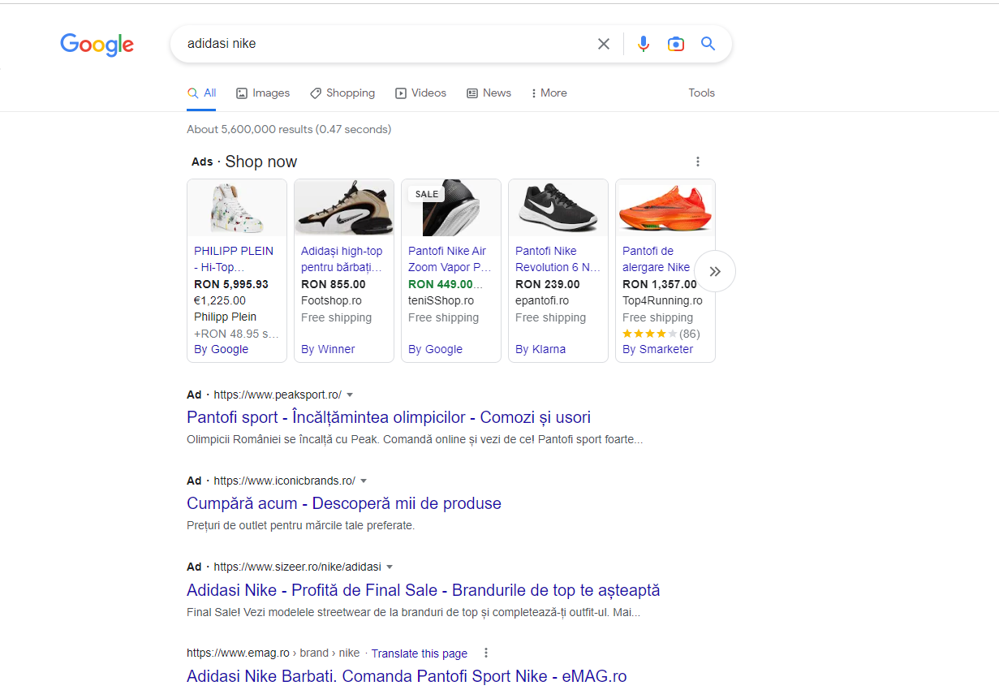 Google
adidasi nike
All Images Shopping Videos News More Tools
About 5,600,000 results (0.47 seconds)
Ads · Shop now
PHILIPP PLEIN
- Hi-Top...
RON 5,995.93
€1,225.00
Philipp Plein
+RON 48.95 s...
By Google
Adidași high-top
pentru bărbați...
RON 855.00
Footshop.ro
Free shipping
By Winner
SALE
Pantofi Nike Air
Zoom Vapor P...
RON 449.00...
teniSShop.ro
Free shipping
By Google
Pantofi Nike
Revolution 6 N...
RON 239.00
epantofi.ro
Free shipping
By Klarna
Pantofi de
alergare Nike
RON 1,357.00
Top4Running.ro
Free shipping
(86)
By Smarketer
Ad · https://www.peaksport.ro/
Pantofi sport - Încălțămintea olimpicilor - Comozi și usori
Olimpicii României se încalță cu Peak. Comandă online și vezi de ce! Pantofi sport foarte...
Ad · https://www.iconicbrands.ro/
Cumpără acum - Descoperă mii de produse
Prețuri de outlet pentru mărcile tale preferate.
Ad · https://www.sizeer.ro/nike/adidasi
Adidasi Nike - Profită de Final Sale - Brandurile de top te așteaptă
Final Sale! Vezi modelele streetwear de la branduri de top și completează-ți outfit-ul. Mai...
https://www.emag.ro › brand › nike · Translate this page
Adidasi Nike Barbati. Comanda Pantofi Sport Nike - eMAG.ro